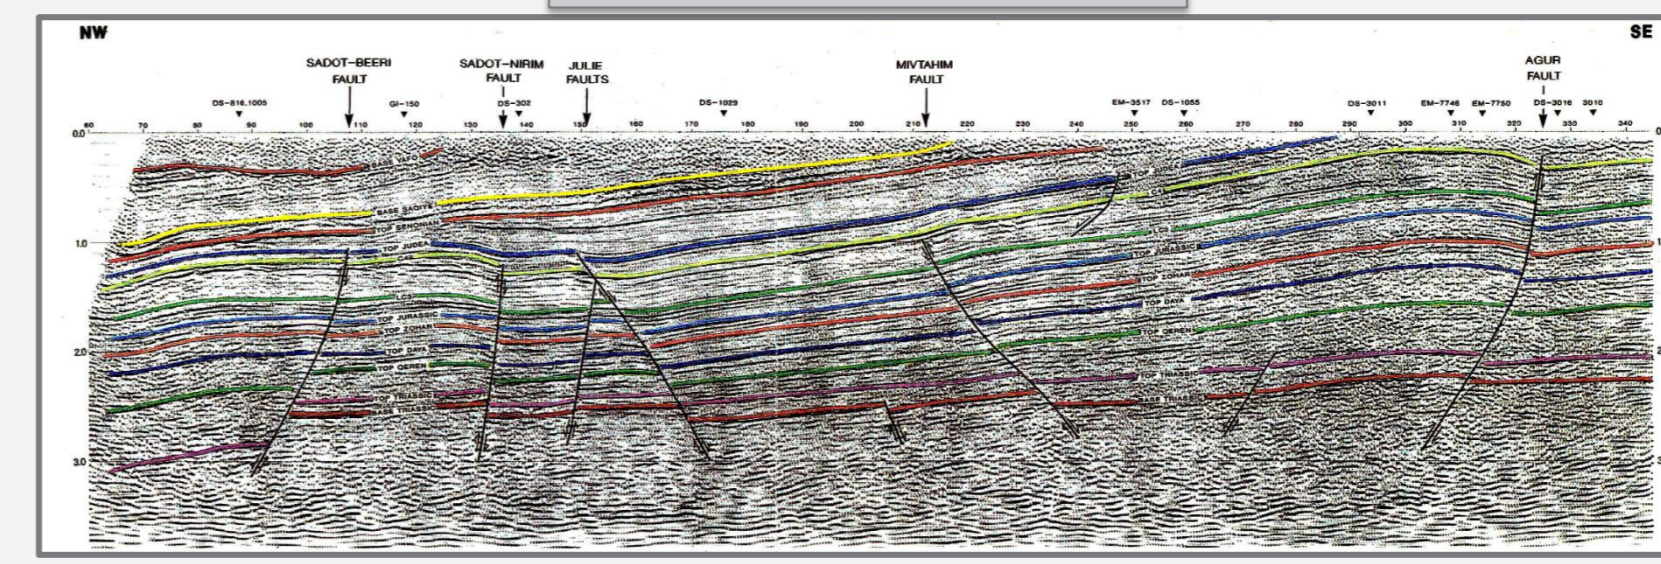 NW
SE
SADOT-BEERI
FAULT
SADOT-NIRIM
FAULT
JULIE
FAULTS
MIVTAHIM
FAULT
AGUR
FAULT
DS-816,1005
GI-150
DS-302
DS-1029
EM-3517
DS-1055
DS-3011
EM-7746
EM-7750
DS-3016
3010
60 70 80 90 100 110 120 130 140 150 160 170 180 190 200 210 220 230 240 250 260 270 280 290 300 310 320 330 340
0.0
1.0
2.0
3.0
BASE YAFO
BASE SAQIYE
TOP SENONIAN
TOP JUDEA
TOP JURASSIC
TOP ZOHAR
TOP DAYA
TOP QEREN
TOP TRIASSIC
BASE TRIASSIC
TOP JURASSIC
TOP ZOHAR
TOP DAYA
TOP QEREN
TOP TRIASSIC
BASE TRIASSIC